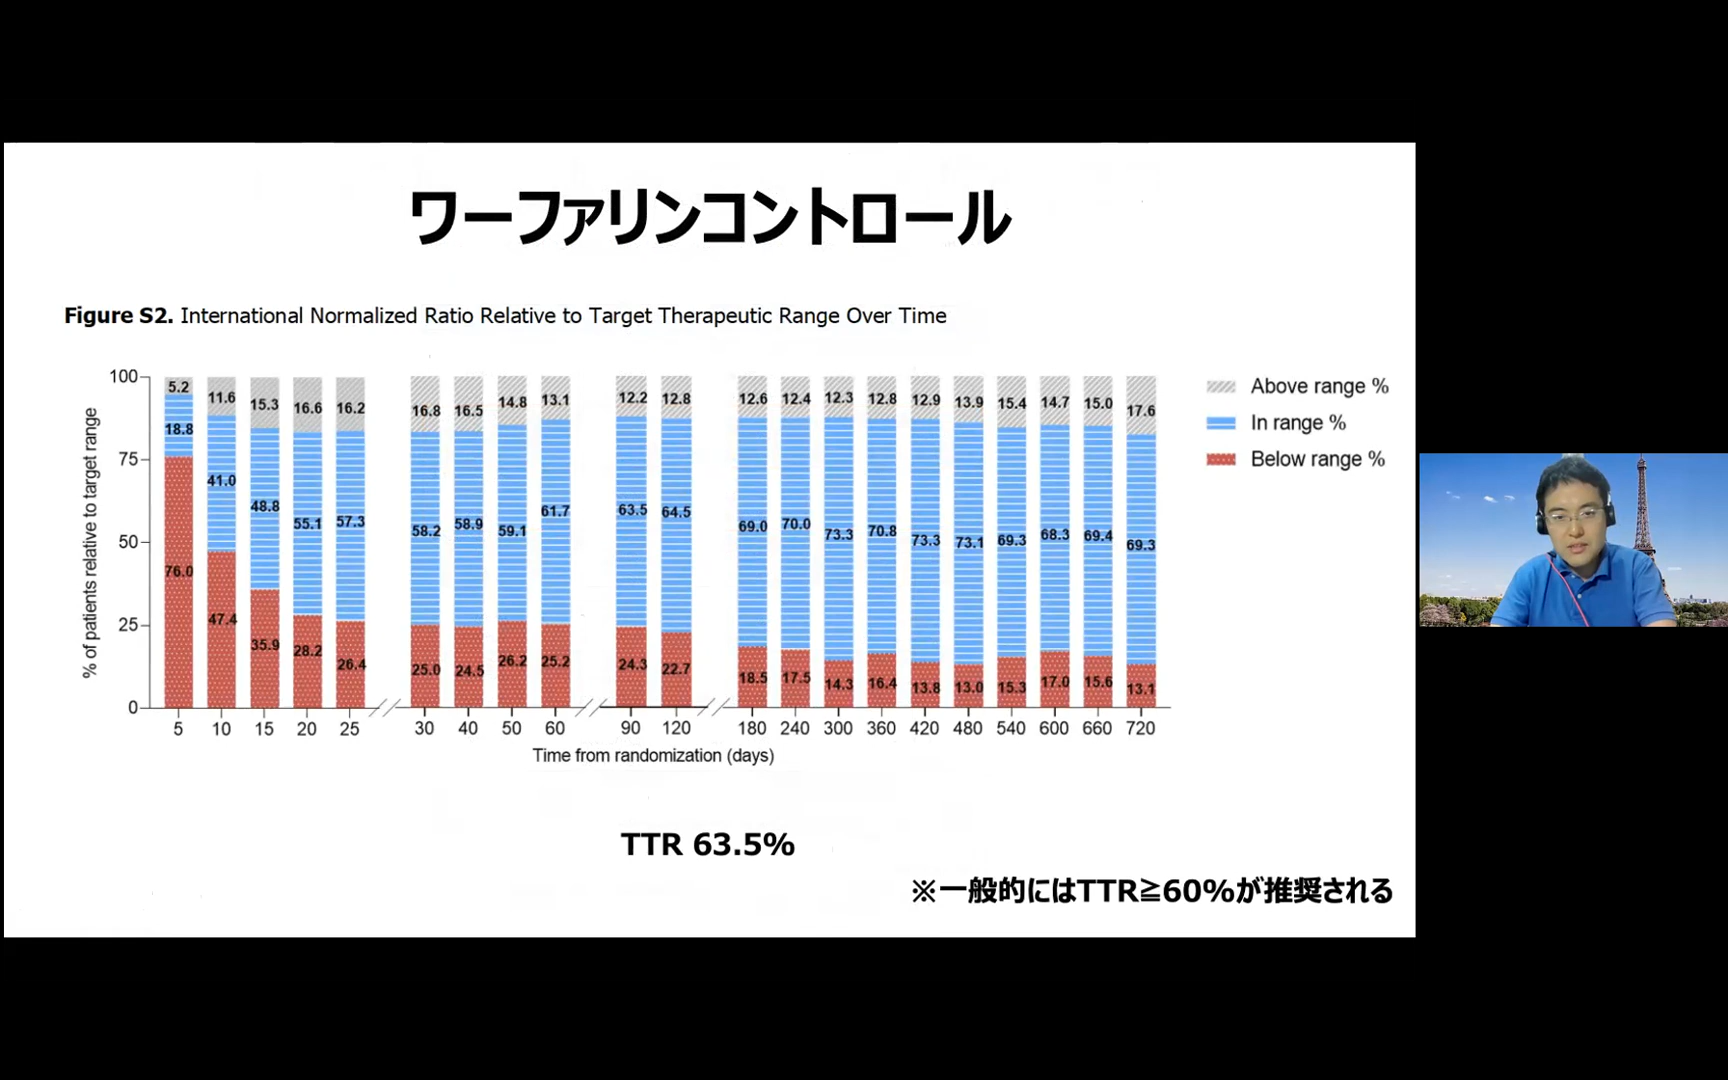 ワーファリンコントロール
Figure S2. International Normalized Ratio Relative to Target Therapeutic Range Over Time
% of patients relative to target range
100
75
50
25
0
5.2 11.6 15.3 16.6 16.2 16.8 16.5 14.8 13.1 12.2 12.8 12.6 12.4 12.3 12.8 12.9 13.9 15.4 14.7 15.0 17.6
18.8 41.0 48.8 55.1 57.3 58.2 58.9 59.1 61.7 63.5 64.5 69.0 70.0 73.3 70.8 73.3 73.1 69.3 68.3 69.4 69.3
76.0 47.4 35.9 28.2 26.4 25.0 24.5 26.2 25.2 24.3 22.7 18.5 17.5 14.3 16.4 13.8 13.0 15.3 17.0 15.6 13.1
5 10 15 20 25 30 40 50 60 90 120 180 240 300 360 420 480 540 600 660 720
Time from randomization (days)
Above range %
In range %
Below range %
TTR 63.5%
※一般的にはTTR≧60%が推奨される